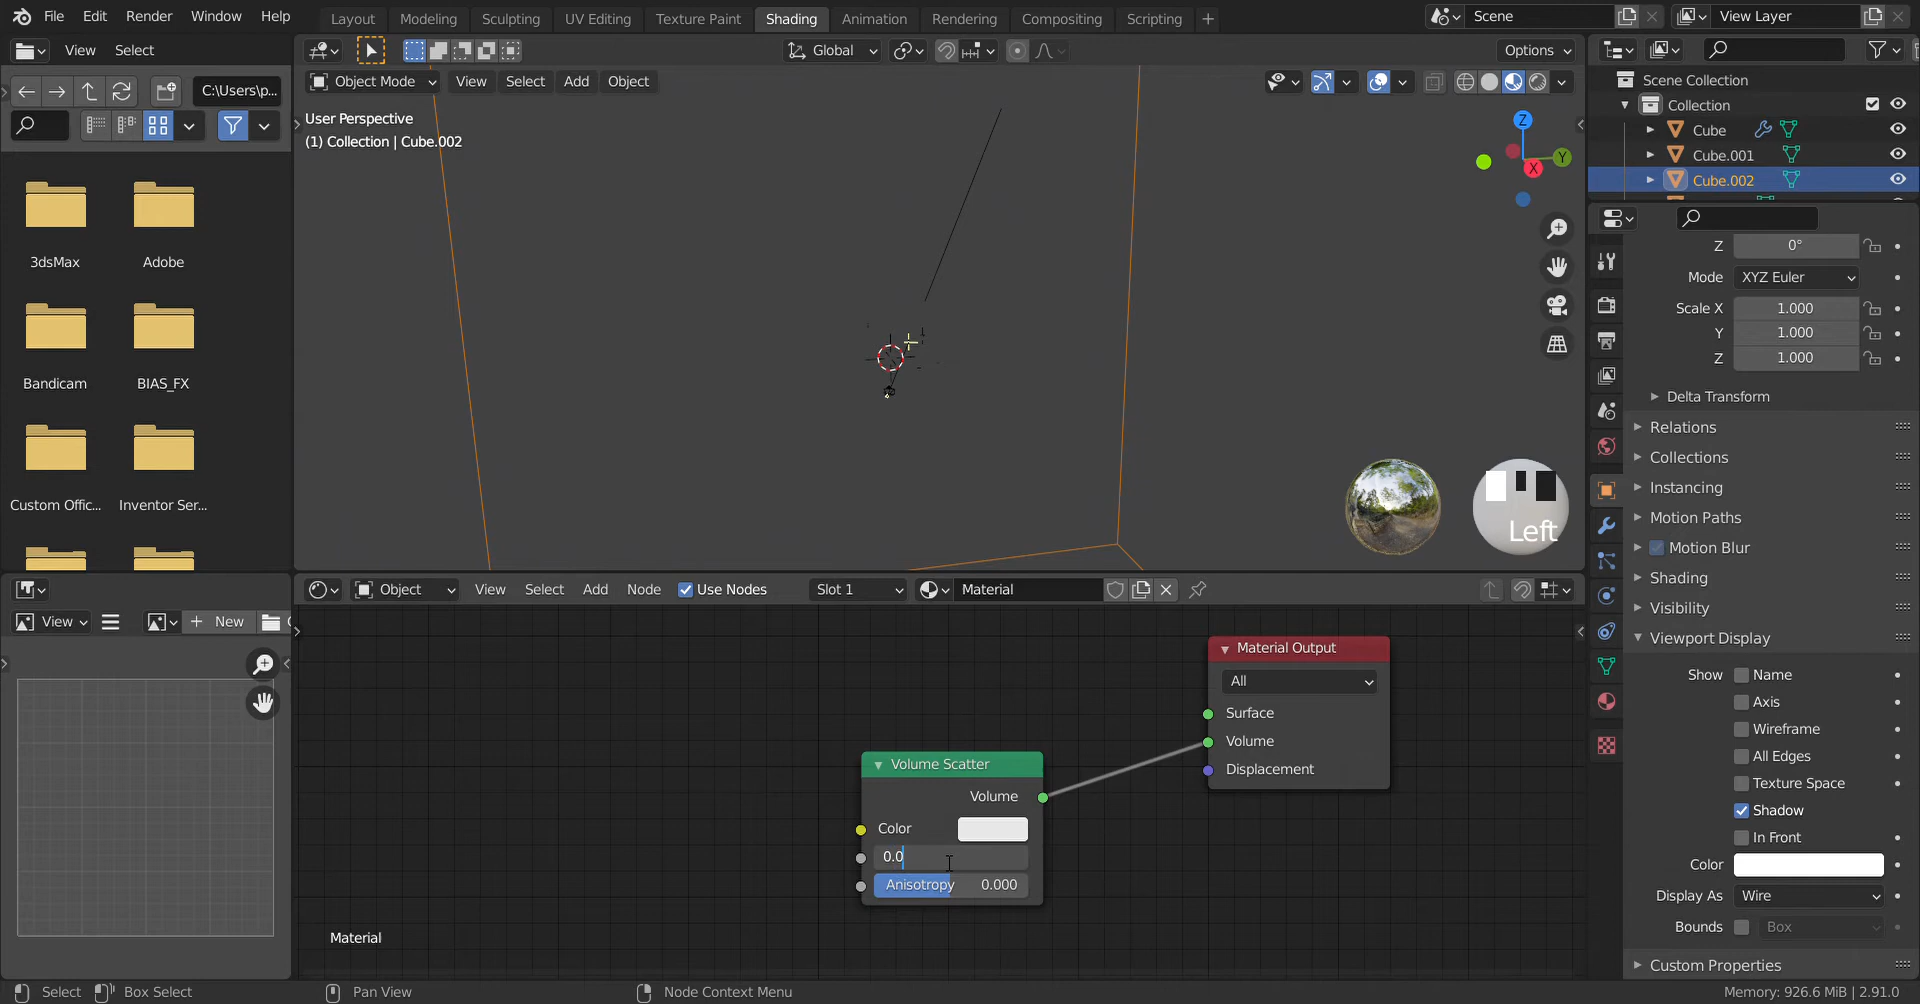 File Edit Render Window Help
Layout Modeling Sculpting UV Editing Texture Paint Shading Animation Rendering Compositing Scripting +
Scene View Layer
View Select
Global
Options
C:\Users\p...
Object Mode View Select Add Object
User Perspective
(1) Collection | Cube.002
Z
Y
X
Scene Collection
Collection
Cube
Cube.001
Cube.002
3dsMax Adobe
Bandicam BIAS_FX
Custom Offic... Inventor Ser...
Left
Z 0°
Mode XYZ Euler
Scale X 1.000
Y 1.000
Z 1.000
Delta Transform
Relations
Collections
Instancing
Motion Paths
Motion Blur
Shading
Visibility
Viewport Display
Show Name
Axis
Wireframe
All Edges
Texture Space
Shadow
In Front
Color
Display As Wire
Bounds Box
Custom Properties
View New
Object View Select Add Node Use Nodes Slot 1 Material
Material Output
All
Surface
Volume
Displacement
Volume Scatter
Volume
Color
0.0
Anisotropy 0.000
Material
Select Box Select Pan View Node Context Menu Memory: 926.6 MiB | 2.91.0